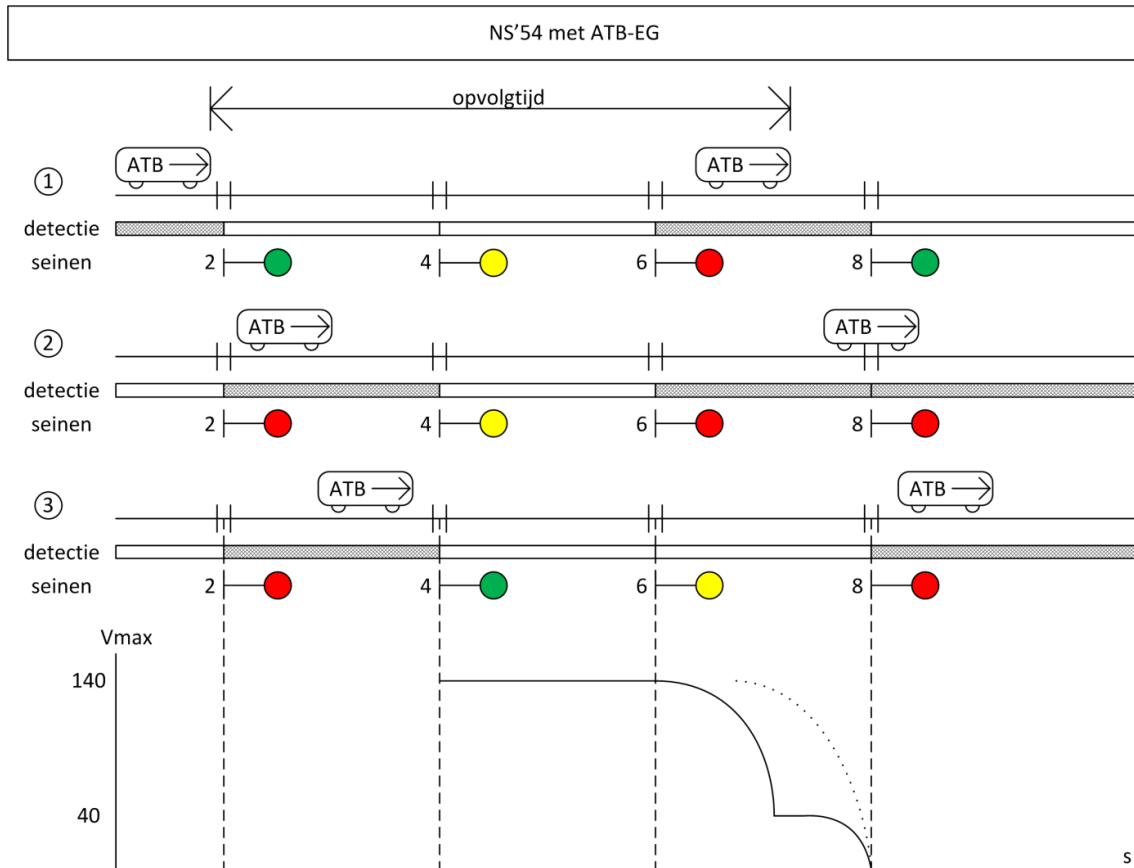 NS'54 met ATB-EG
opvolgtijd
ATB ATB
1
detectie
seinen 2 4 6 8
ATB ATB
2
detectie
seinen 2 4 6 8
ATB ATB
3
detectie
seinen 2 4 6 8
Vmax
140
40
s